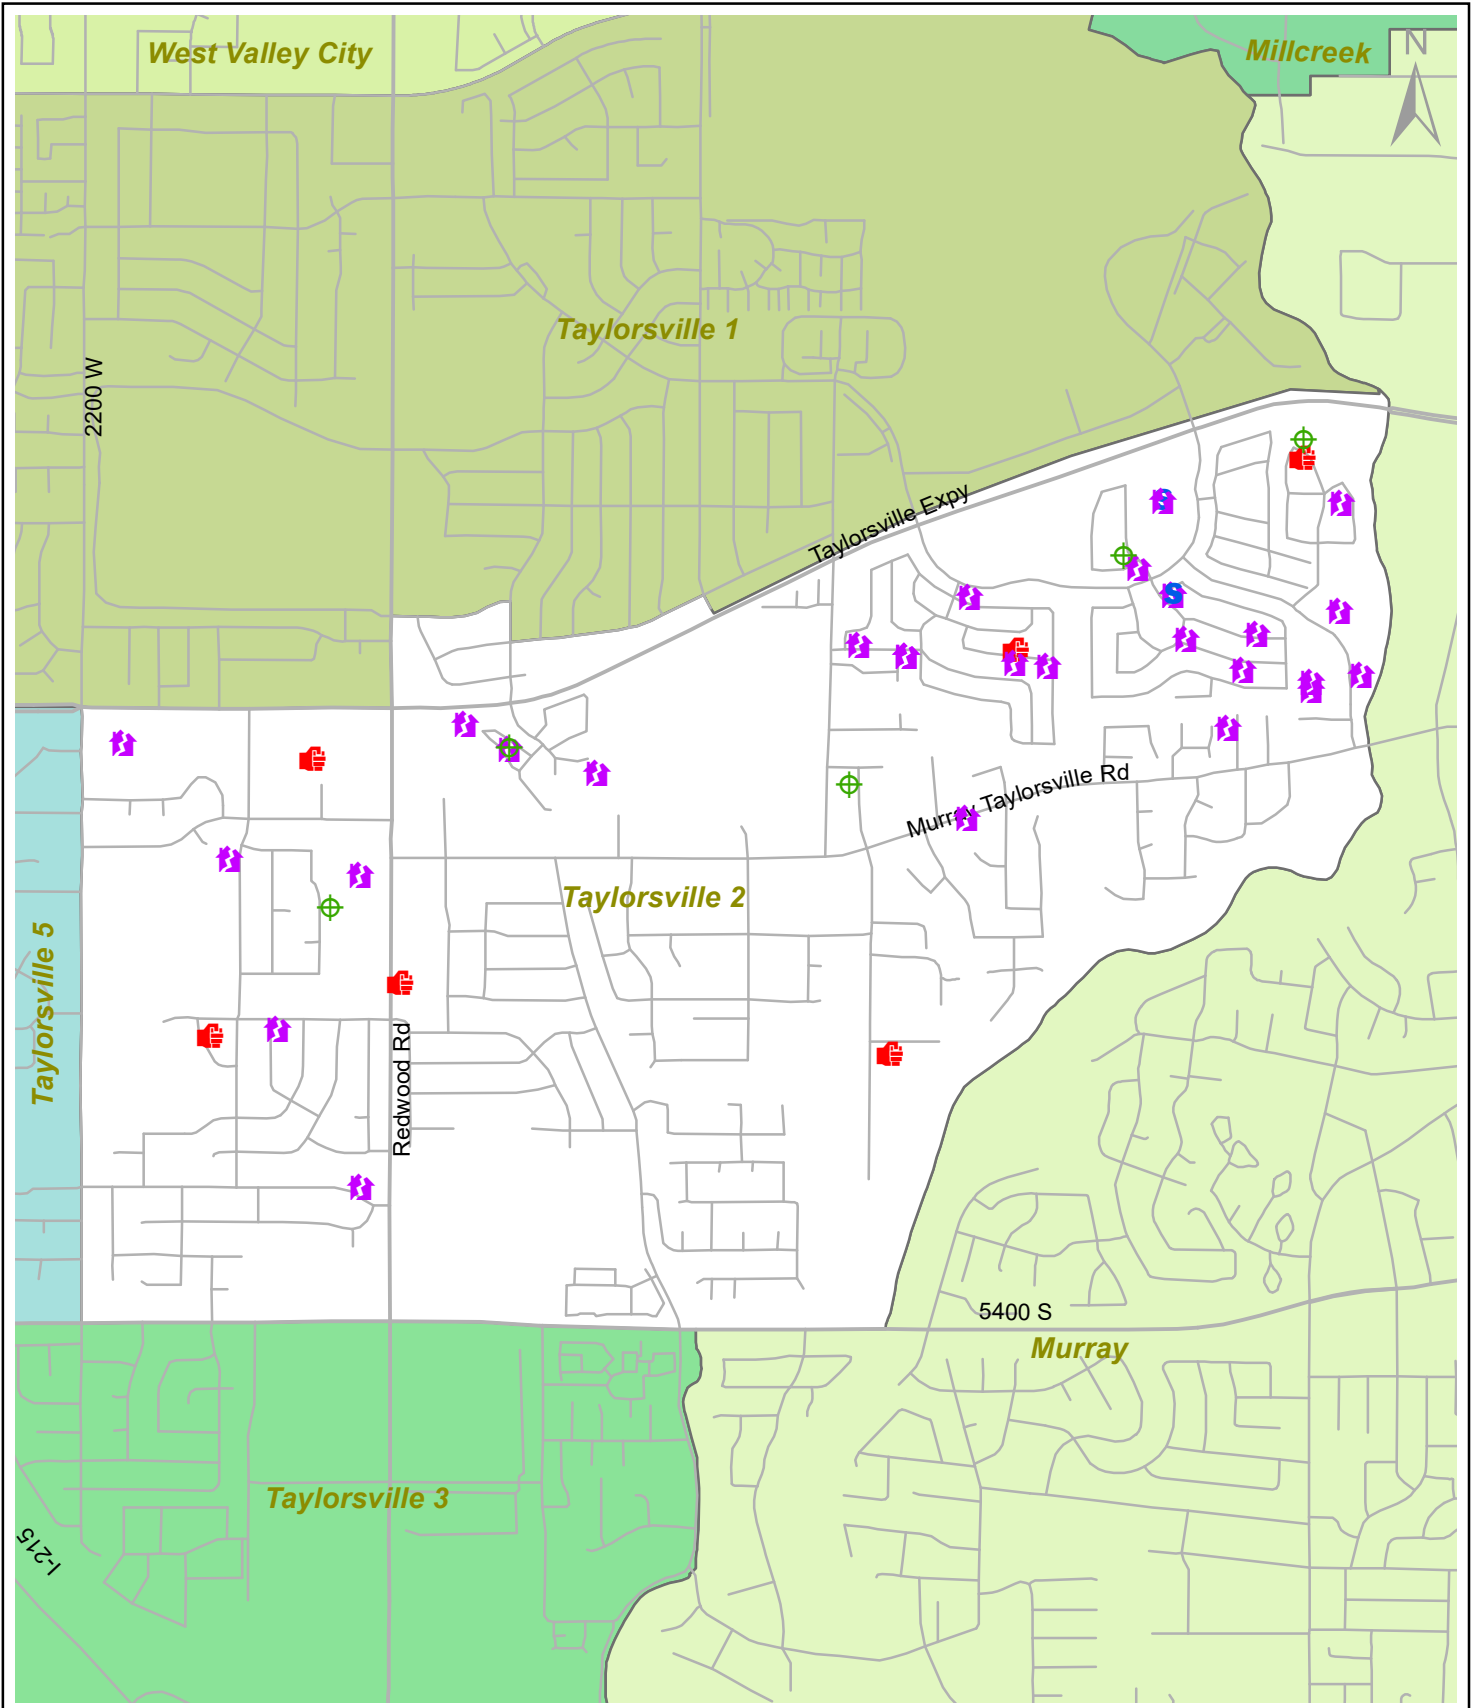 West Valley City
Millcreek
N
Taylorsville 1
2200 W
Taylorsville Expy
S
S
Murray Taylorsville Rd
Taylorsville 2
Taylorsville 5
Redwood Rd
5400 S
Murray
Taylorsville 3
I-215